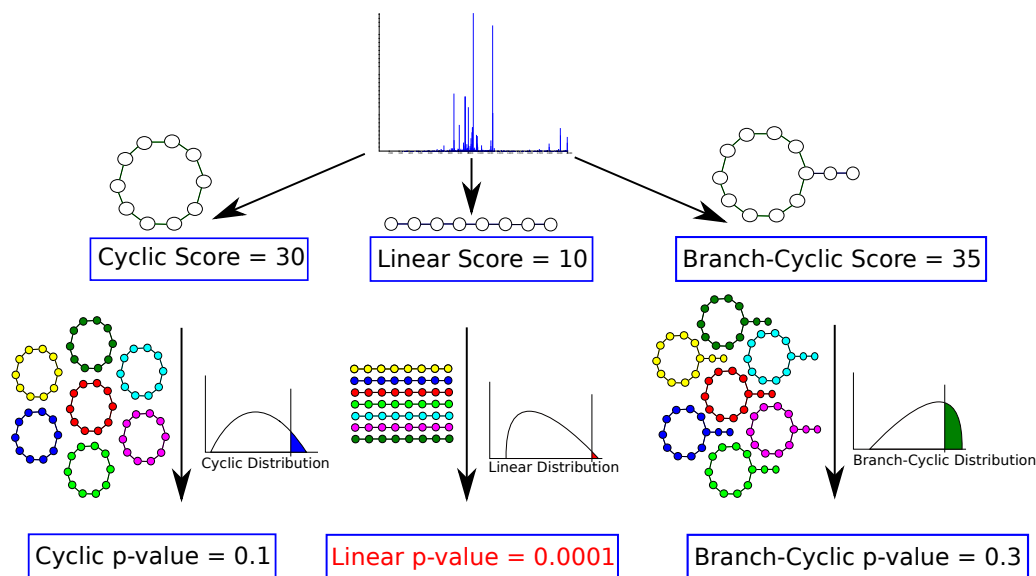 Cyclic Score = 30
Linear Score = 10
Branch-Cyclic Score = 35
Cyclic Distribution
Linear Distribution
Branch-Cyclic Distribution
Cyclic p-value = 0.1
Linear p-value = 0.0001
Branch-Cyclic p-value = 0.3